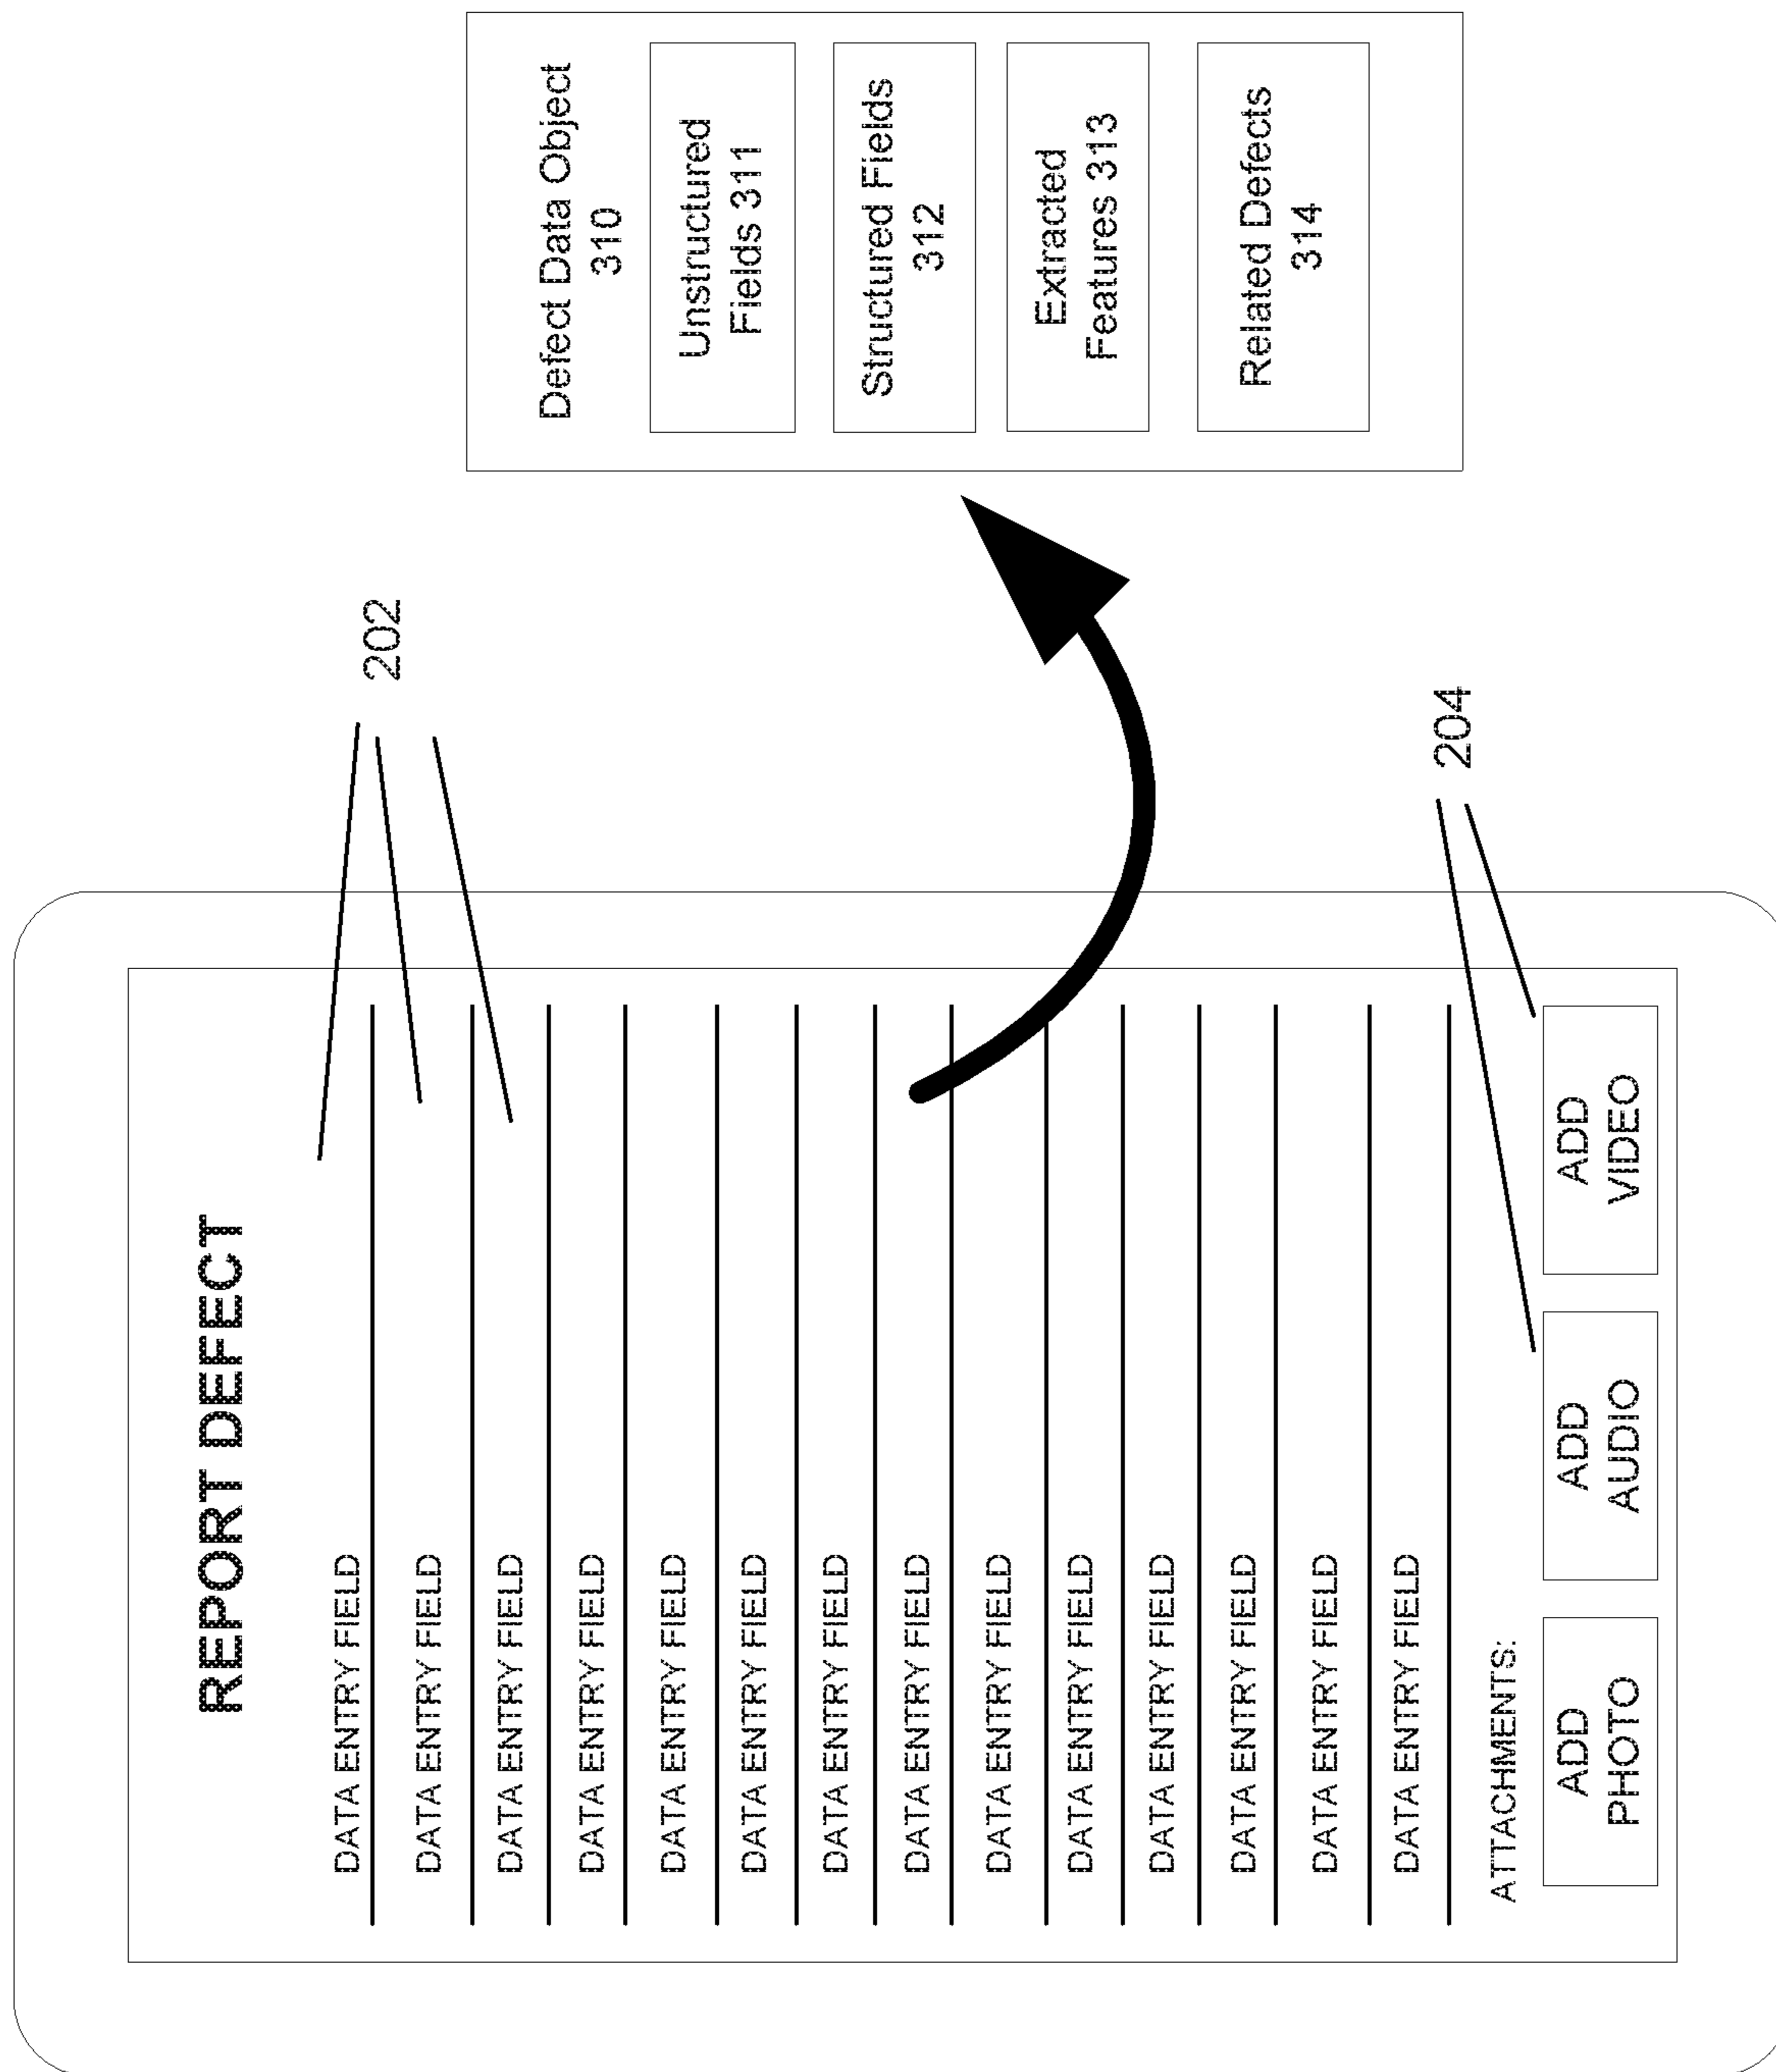 REPORT DEFECT
DATA ENTRY FIELD
DATA ENTRY FIELD
DATA ENTRY FIELD
DATA ENTRY FIELD
DATA ENTRY FIELD
DATA ENTRY FIELD
DATA ENTRY FIELD
DATA ENTRY FIELD
DATA ENTRY FIELD
DATA ENTRY FIELD
DATA ENTRY FIELD
DATA ENTRY FIELD
DATA ENTRY FIELD
DATA ENTRY FIELD
ATTACHMENTS:
ADD
PHOTO
ADD
AUDIO
ADD
VIDEO
202
204
Defect Data Object
310
Unstructured
Fields 311
Structured Fields
312
Extracted
Features 313
Related Defects
314